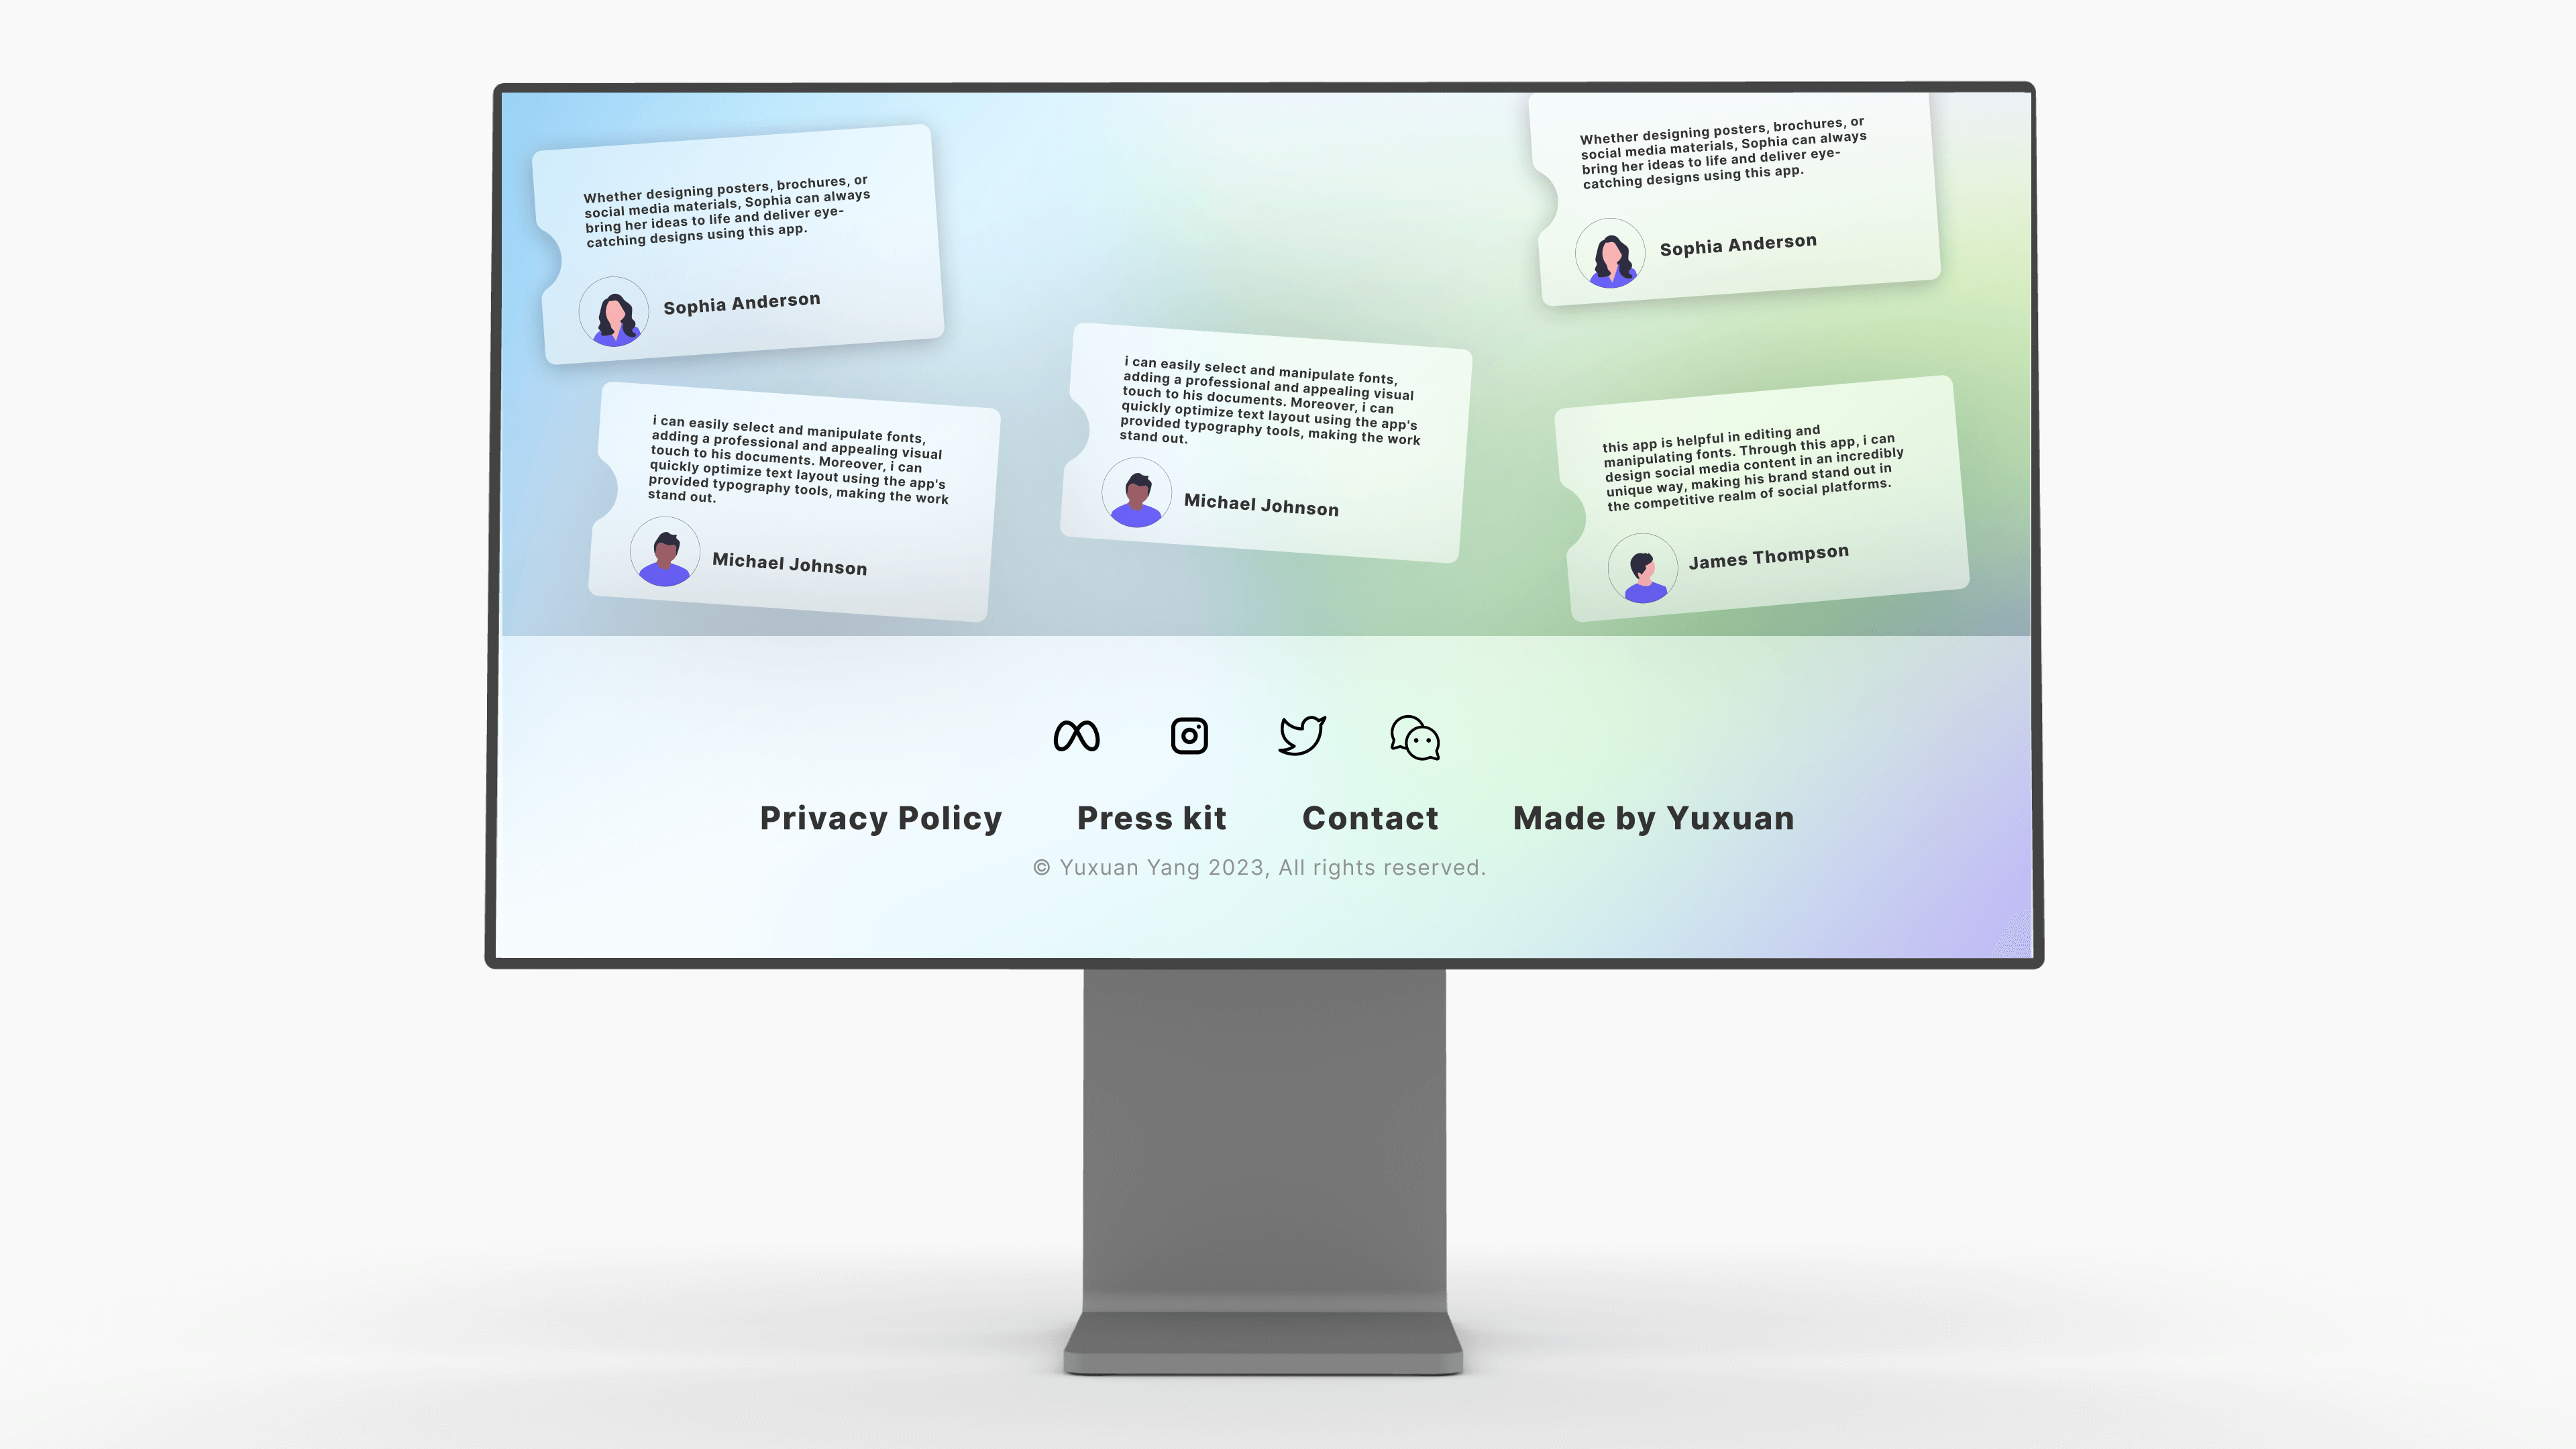 Whether designing posters, brochures, or
social media materials, Sophia can always
bring her ideas to life and deliver eye-
catching designs using this app.
Sophia Anderson
Whether designing posters, brochures, or
social media materials, Sophia can always
bring her ideas to life and deliver eye-
catching designs using this app.
Sophia Anderson
i can easily select and manipulate fonts,
adding a professional and appealing visual
touch to his documents. Moreover, i can
quickly optimize text layout using the app's
provided typography tools, making the work
stand out.
Michael Johnson
i can easily select and manipulate fonts,
adding a professional and appealing visual
touch to his documents. Moreover, i can
quickly optimize text layout using the app's
provided typography tools, making the work
stand out.
Michael Johnson
this app is helpful in editing and
manipulating fonts. Through this app, i can
design social media content in an incredibly
unique way, making his brand stand out in
the competitive realm of social platforms.
James Thompson
Privacy Policy Press kit Contact Made by Yuxuan
© Yuxuan Yang 2023, All rights reserved.